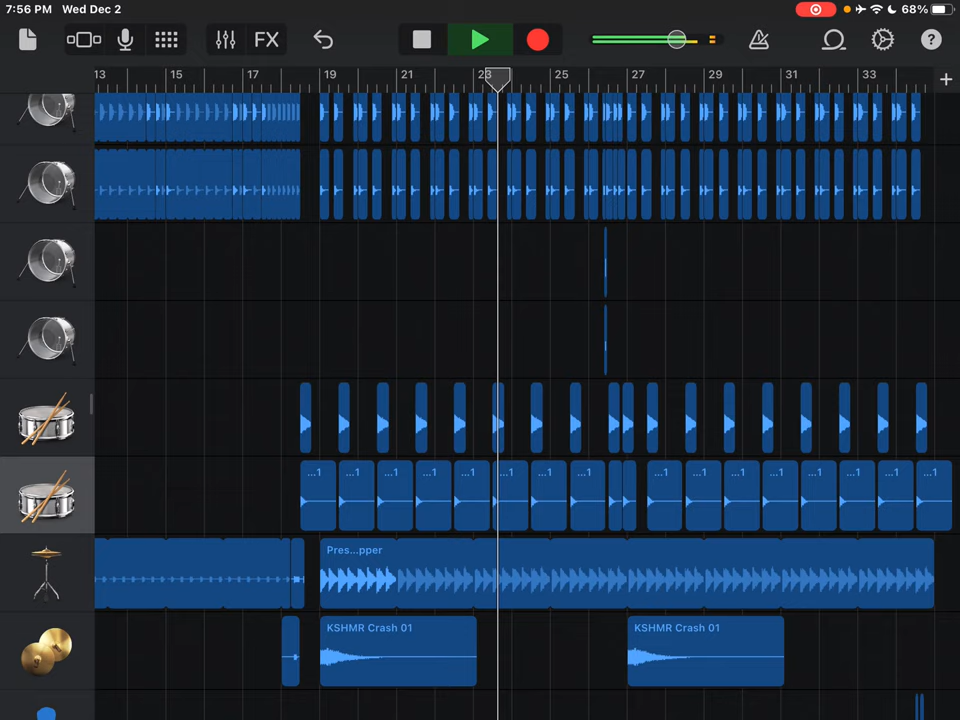 7:56 PM Wed Dec 2 68%
FX ?
13 15 17 19 21 23 25 27 29 31 33 +
...1 ...1 ...1 ...1 ...1 ...1 ...1 ...1 ...1 ...1 ...1 ...1 ...1 ...1 ...1 ...1
Pres...pper
KSHMR Crash 01 KSHMR Crash 01